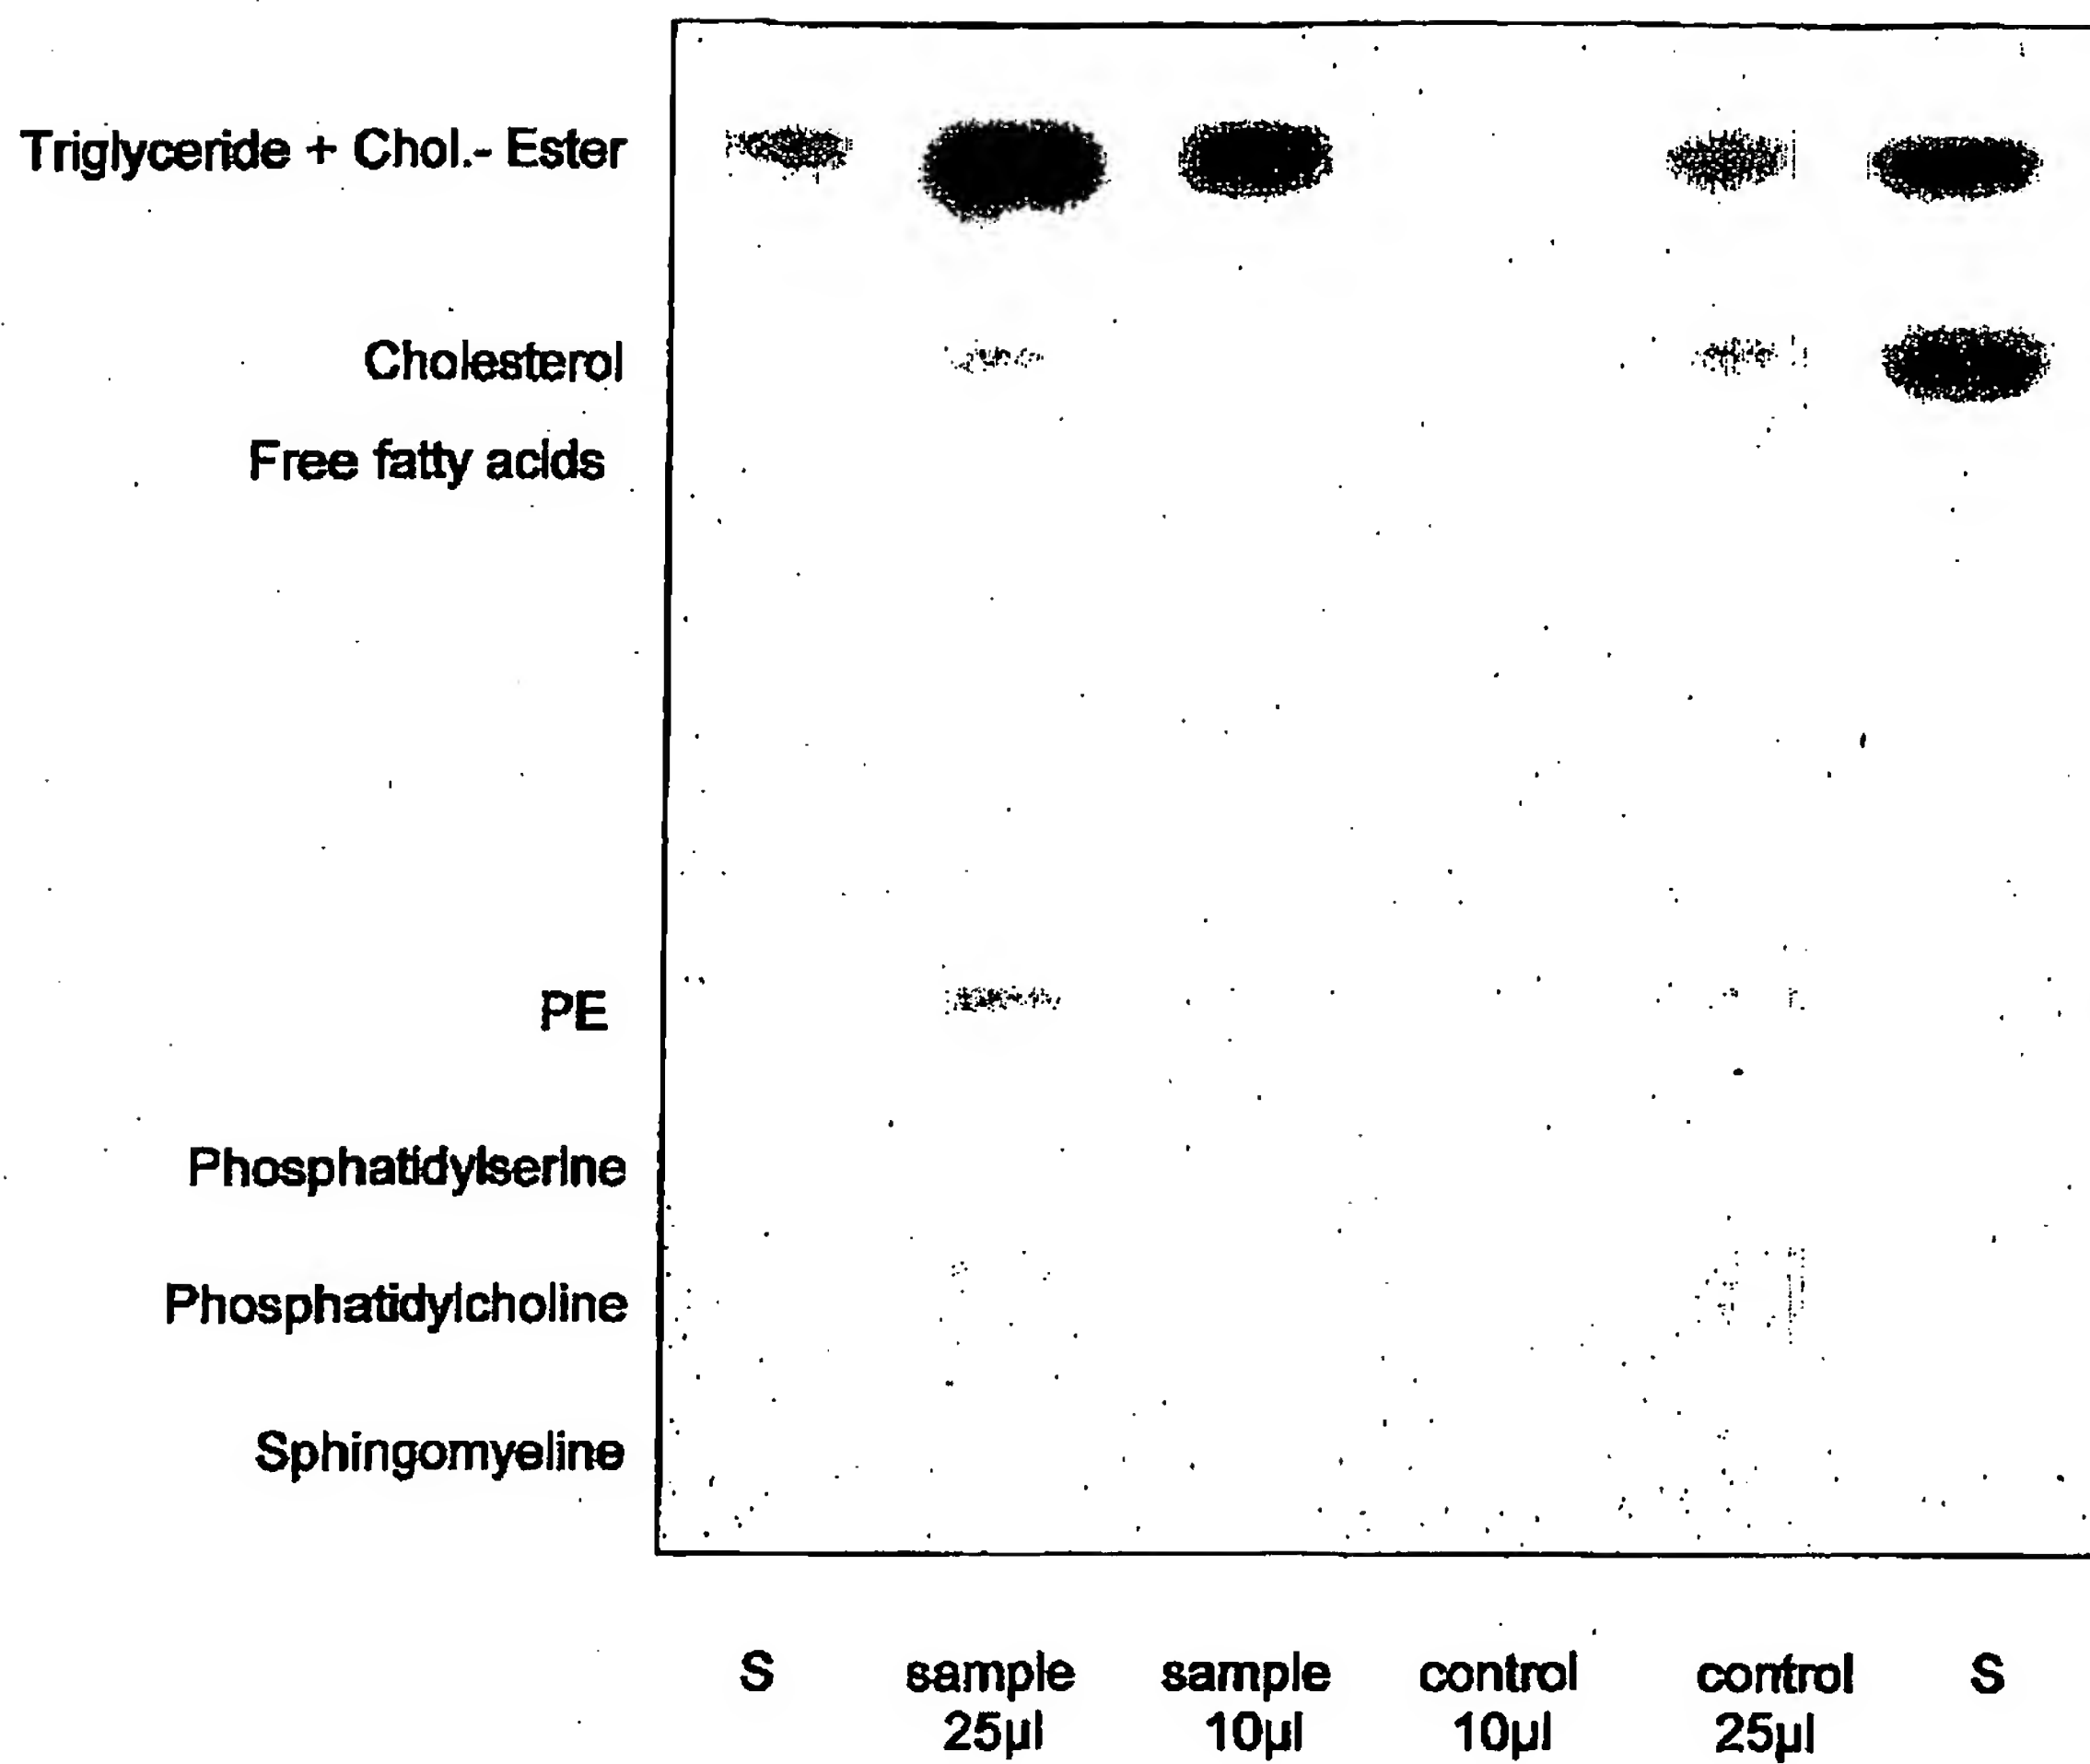 Triglyceride + Chol.- Ester
Cholesterol
Free fatty acids
PE
Phosphatidylserine
Phosphatidylcholine
Sphingomyeline
S sample sample control control S
25µl 10µl 10µl 25µl